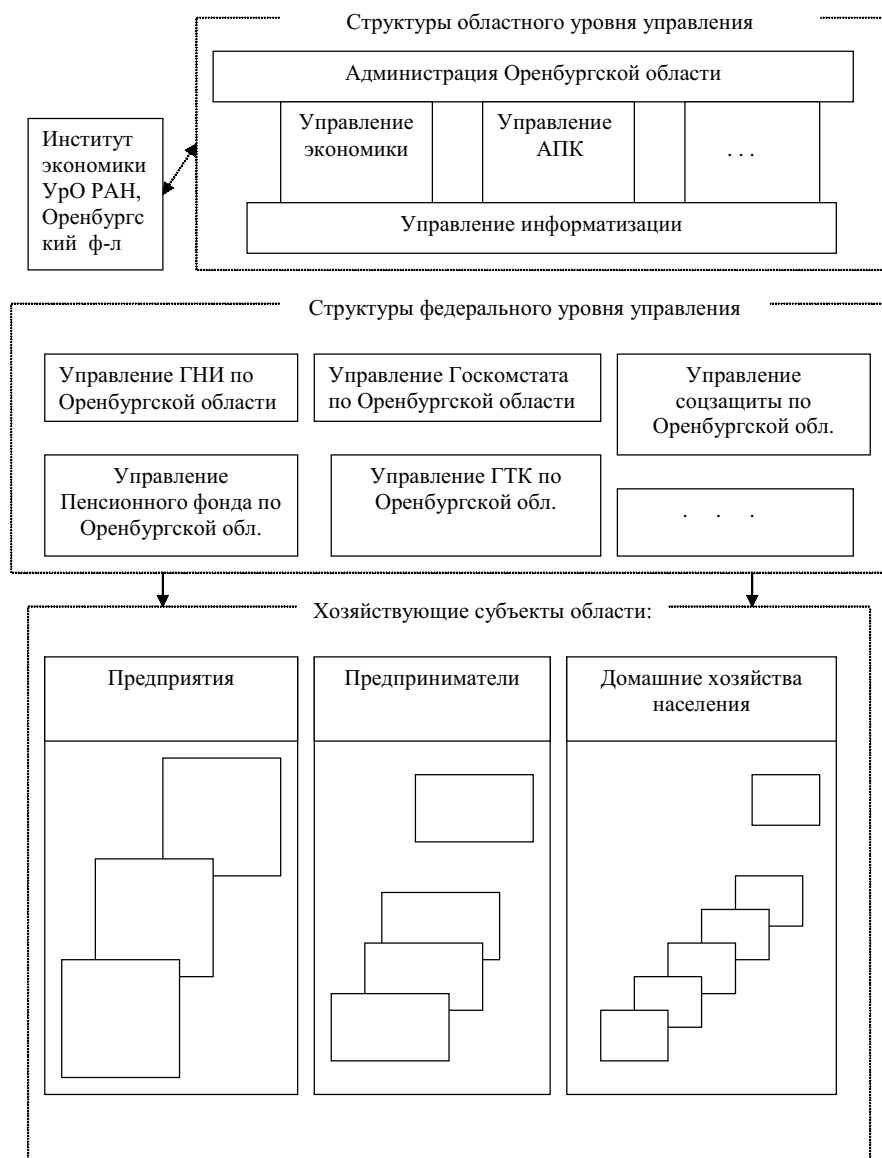 Структуры областного уровня управления
Администрация Оренбургской области
Управление
экономики
Управление
АПК
. . .
Управление информатизации
Институт
экономики
УрО РАН,
Оренбургс
кий ф-л
Структуры федерального уровня управления
Управление ГНИ по
Оренбургской области
Управление Госкомстата
по Оренбургской области
Управление
соцзащиты по
Оренбургской обл.
Управление
Пенсионного фонда по
Оренбургской обл.
Управление ГТК по
Оренбургской обл.
. . .
Хозяйствующие субъекты области:
Предприятия
Предприниматели
Домашние хозяйства
населения